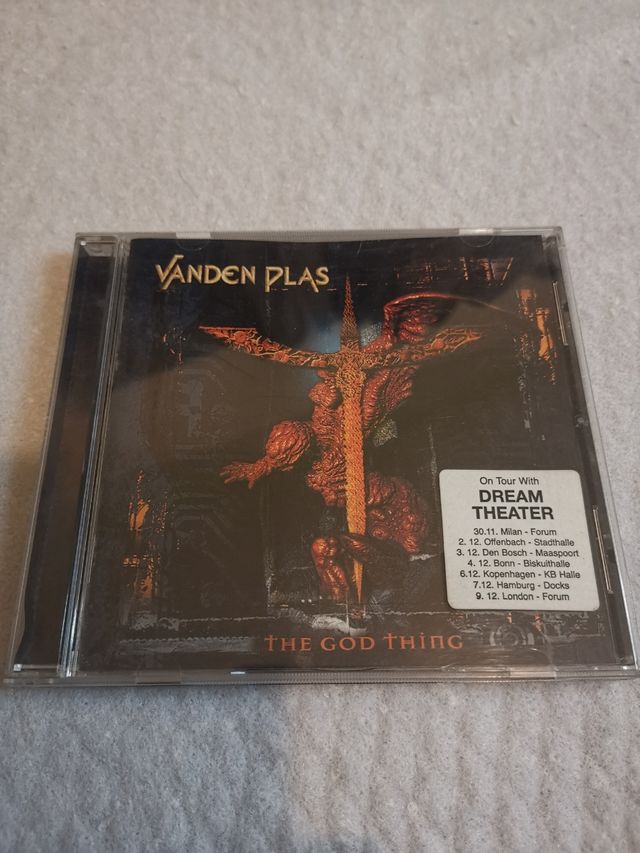 VANDEN PLAS
On Tour With
DREAM
THEATER
30.11. Milan - Forum
2. 12. Offenbach - Stadthalle
3. 12. Den Bosch - Maaspoort
4. 12. Bonn - Biskuithalle
6.12. Kopenhagen - KB Halle
7.12. Hamburg - Docks
9. 12. London - Forum
THE GOD THING